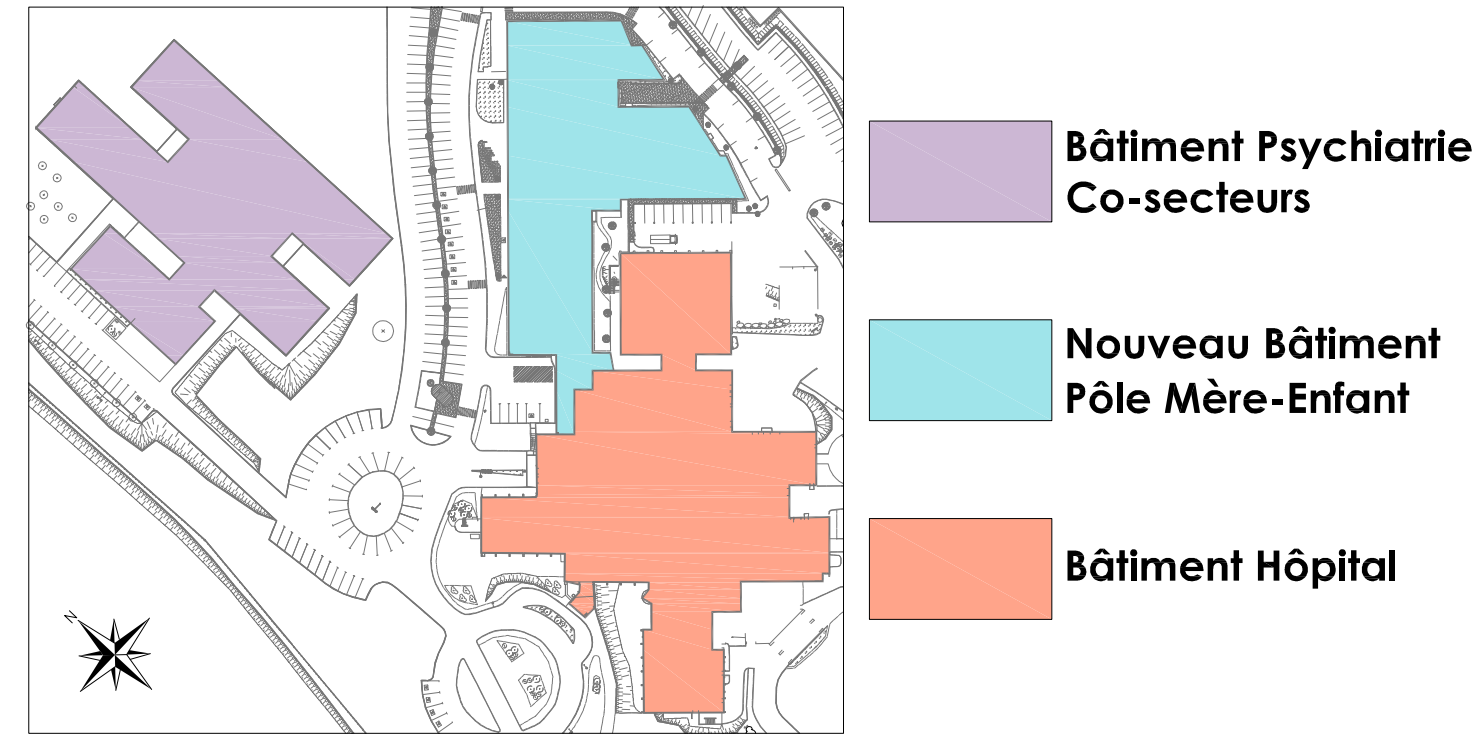 Bâtiment Psychiatrie
Co-secteurs
Nouveau Bâtiment
Pôle Mère-Enfant
Bâtiment Hôpital
N